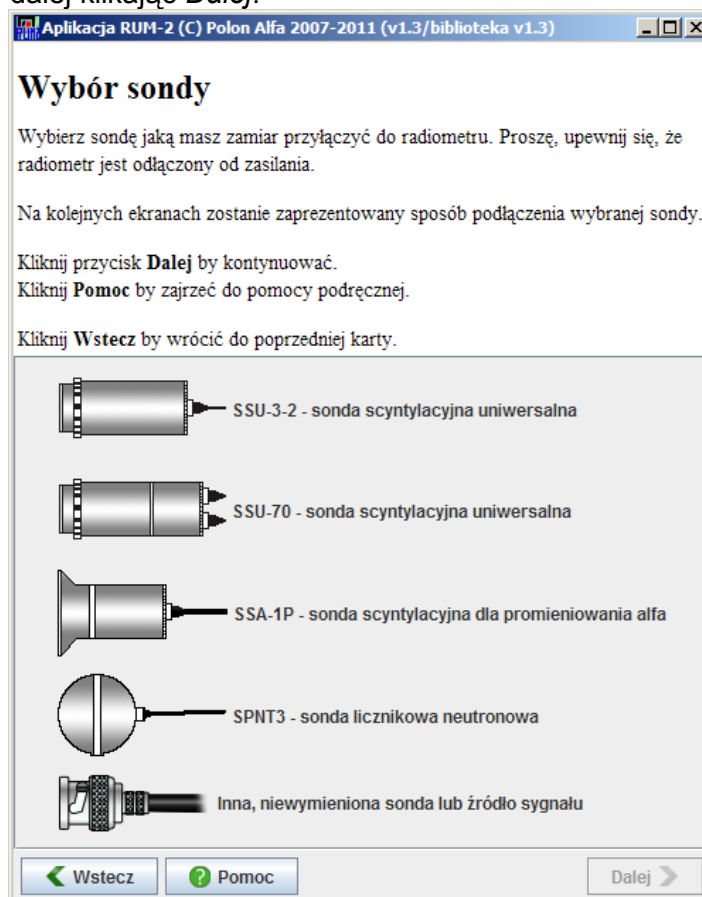 dalej klikając Dalej.
Aplikacja RUM-2 (C) Polon Alfa 2007-2011 (v1.3/biblioteka v1.3)
Wybór sondy
Wybierz sondę jaką masz zamiar przyłączyć do radiometru. Proszę, upewnij się, że
radiometr jest odłączony od zasilania.
Na kolejnych ekranach zostanie zaprezentowany sposób podłączenia wybranej sondy.
Kliknij przycisk Dalej by kontynuować.
Kliknij Pomoc by zajrzeć do pomocy podręcznej.
Kliknij Wstecz by wrócić do poprzedniej karty.
SSU-3-2 - sonda scyntylacyjna uniwersalna
SSU-70 - sonda scyntylacyjna uniwersalna
SSA-1P - sonda scyntylacyjna dla promieniowania alfa
SPNT3 - sonda licznikowa neutronowa
Inna, niewymieniona sonda lub źródło sygnału
Wstecz
Pomoc
Dalej